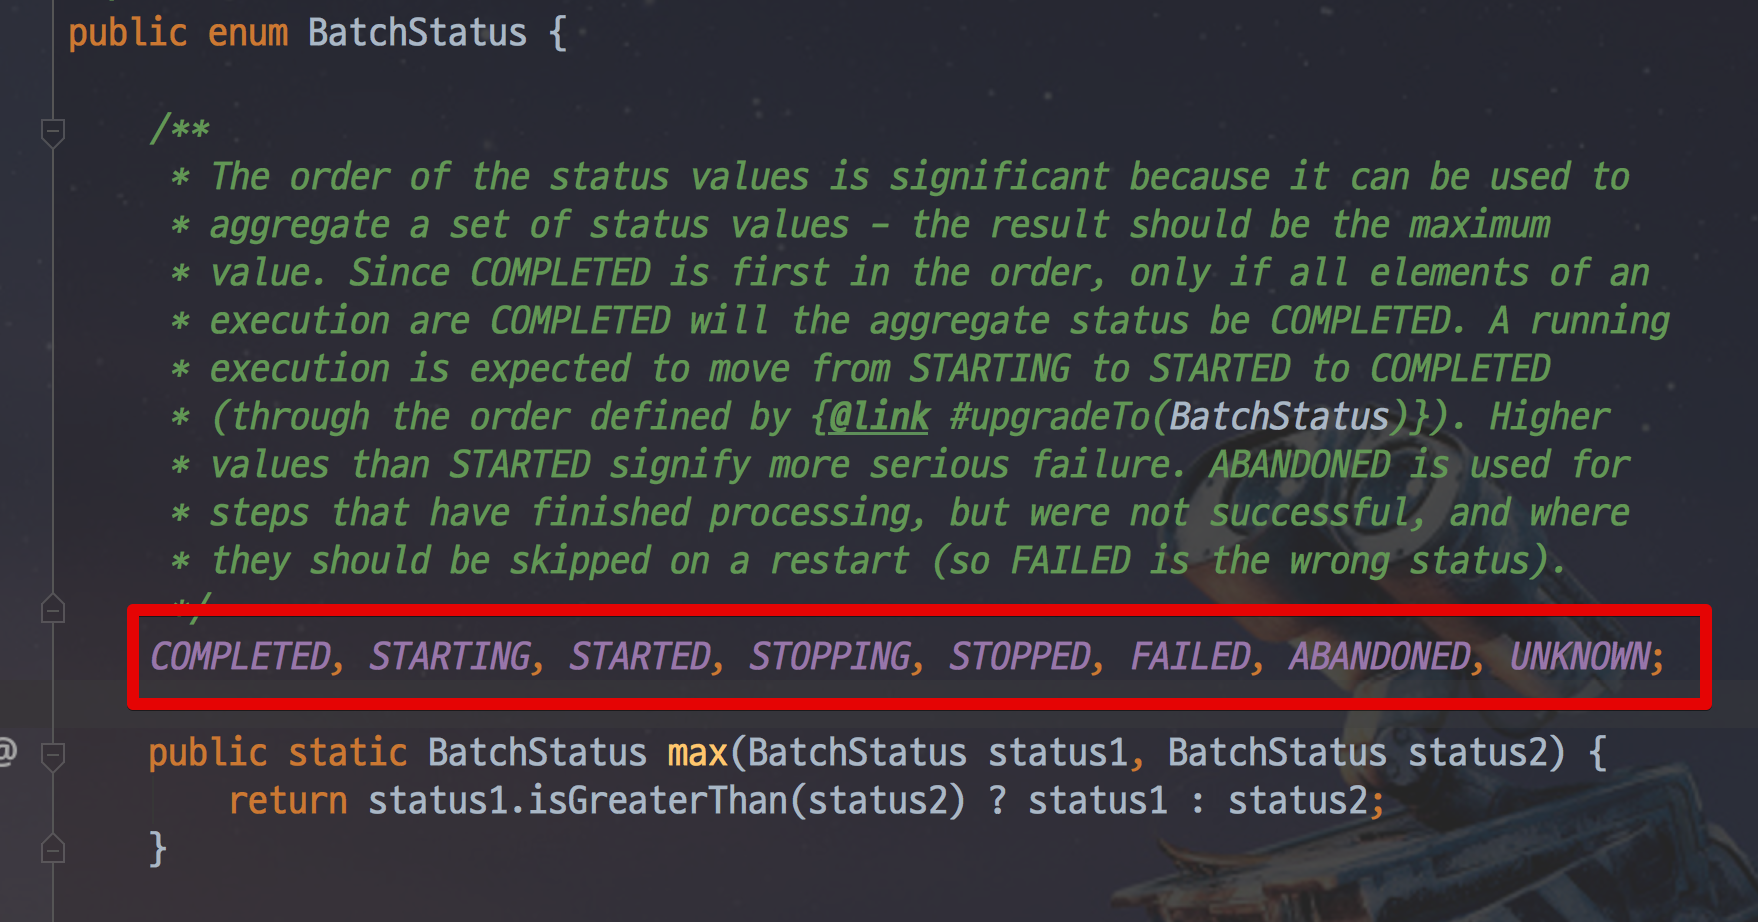 public enum BatchStatus {
/**
* The order of the status values is significant because it can be used to
* aggregate a set of status values – the result should be the maximum
* value. Since COMPLETED is first in the order, only if all elements of an
* execution are COMPLETED will the aggregate status be COMPLETED. A running
* execution is expected to move from STARTING to STARTED to COMPLETED
* (through the order defined by {@link #upgradeTo(BatchStatus)}). Higher
* values than STARTED signify more serious failure. ABANDONED is used for
* steps that have finished processing, but were not successful, and where
* they should be skipped on a restart (so FAILED is the wrong status).
*/
COMPLETED, STARTING, STARTED, STOPPING, STOPPED, FAILED, ABANDONED, UNKNOWN;
@ public static BatchStatus max(BatchStatus status1, BatchStatus status2) {
return status1.isGreaterThan(status2) ? status1 : status2;
}